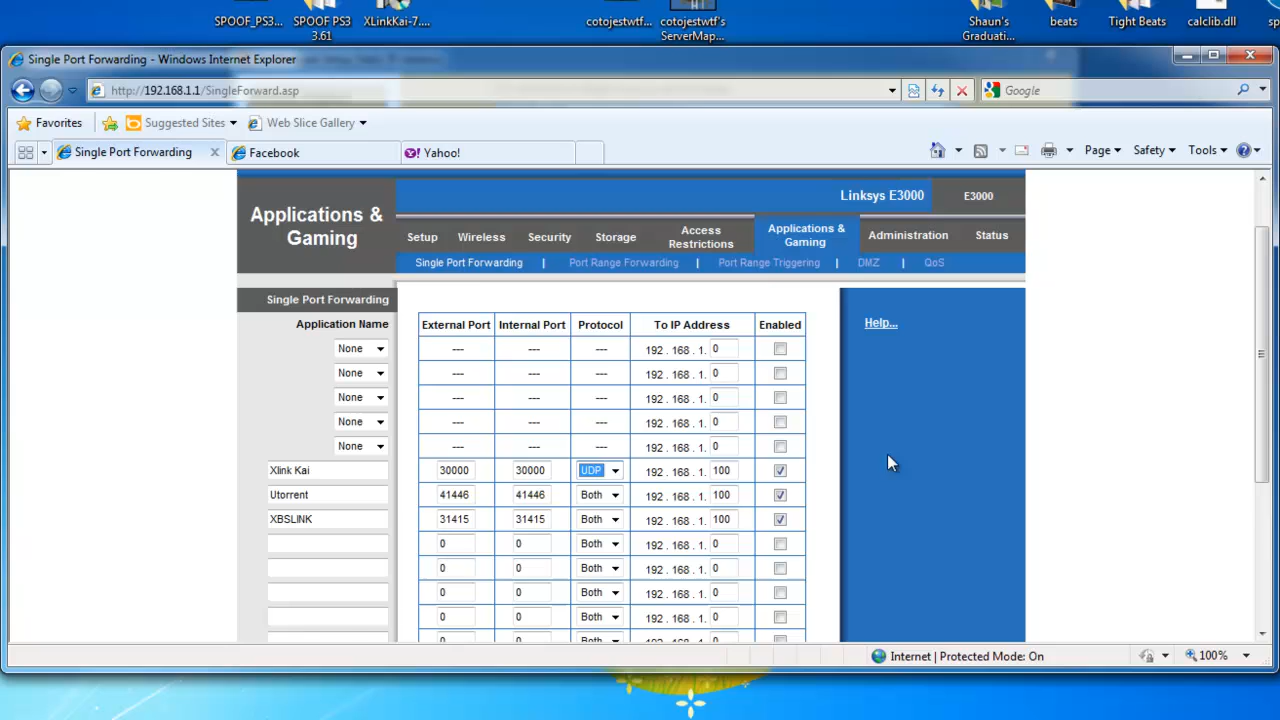 SPOOF_PS3... SPOOF PS3 XLinkKai-7.... cotojestwtf... cotojestwtf's Shaun's beats Tight Beats calclib.dll sp
3.61 ServerMap... Graduati...
Single Port Forwarding - Windows Internet Explorer
http://192.168.1.1/SingleForward.asp Google
Favorites Suggested Sites Web Slice Gallery
Single Port Forwarding Facebook Yahoo! Page Safety Tools
Applications & Gaming
Linksys E3000 E3000
Setup Wireless Security Storage Access Restrictions Applications & Gaming Administration Status
Single Port Forwarding | Port Range Forwarding | Port Range Triggering | DMZ | QoS
Single Port Forwarding
Help...
Application Name External Port Internal Port Protocol To IP Address Enabled
None --- --- --- 192 . 168 . 1. 0
None --- --- --- 192 . 168 . 1. 0
None --- --- --- 192 . 168 . 1. 0
None --- --- --- 192 . 168 . 1. 0
None --- --- --- 192 . 168 . 1. 0
Xlink Kai 30000 30000 UDP 192 . 168 . 1. 100
Utorrent 41446 41446 Both 192 . 168 . 1. 100
XBSLINK 31415 31415 Both 192 . 168 . 1. 100
0 0 Both 192 . 168 . 1. 0
0 0 Both 192 . 168 . 1. 0
0 0 Both 192 . 168 . 1. 0
0 0 Both 192 . 168 . 1. 0
0 0 Both 192 . 168 . 1. 0
Internet | Protected Mode: On 100%